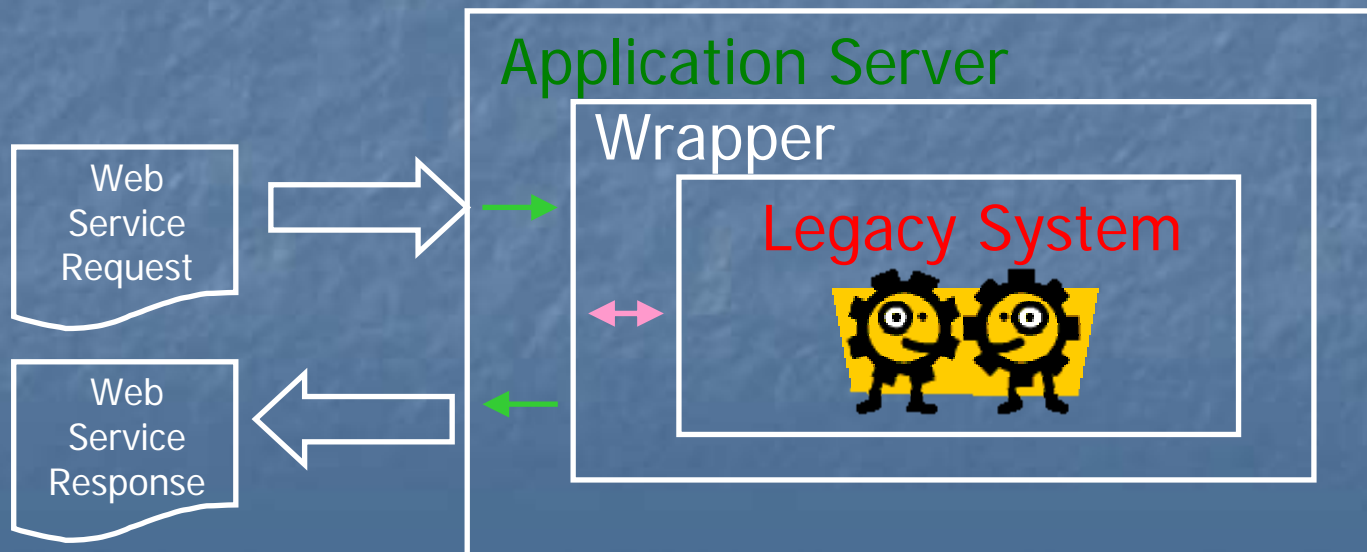 Application Server
Wrapper
Legacy System
Web
Service
Request
Web
Service
Response